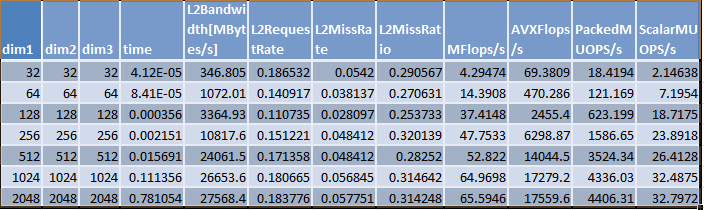 dim1 dim2 dim3 time L2Bandwidth[MBytes/s] L2RequestRate L2MissRate L2MissRatio MFlops/s AVXFlops/s PackedMUOPS/s ScalarMUOPS/s
32 32 32 4.12E-05 346.805 0.186532 0.0542 0.290567 4.29474 69.3809 18.4194 2.14638
64 64 64 8.41E-05 1072.01 0.140917 0.038137 0.270631 14.3908 470.286 121.169 7.1954
128 128 128 0.000356 3364.93 0.110735 0.028097 0.253733 37.4148 2455.4 623.199 18.7175
256 256 256 0.002151 10817.6 0.151221 0.048412 0.320139 47.7533 6298.87 1586.65 23.8918
512 512 512 0.015691 24061.5 0.171358 0.048412 0.28252 52.822 14044.5 3524.34 26.4128
1024 1024 1024 0.111356 26653.6 0.180665 0.056845 0.314642 64.9698 17279.2 4336.03 32.4875
2048 2048 2048 0.781054 27568.4 0.183776 0.057751 0.314248 65.5946 17559.6 4406.31 32.7972